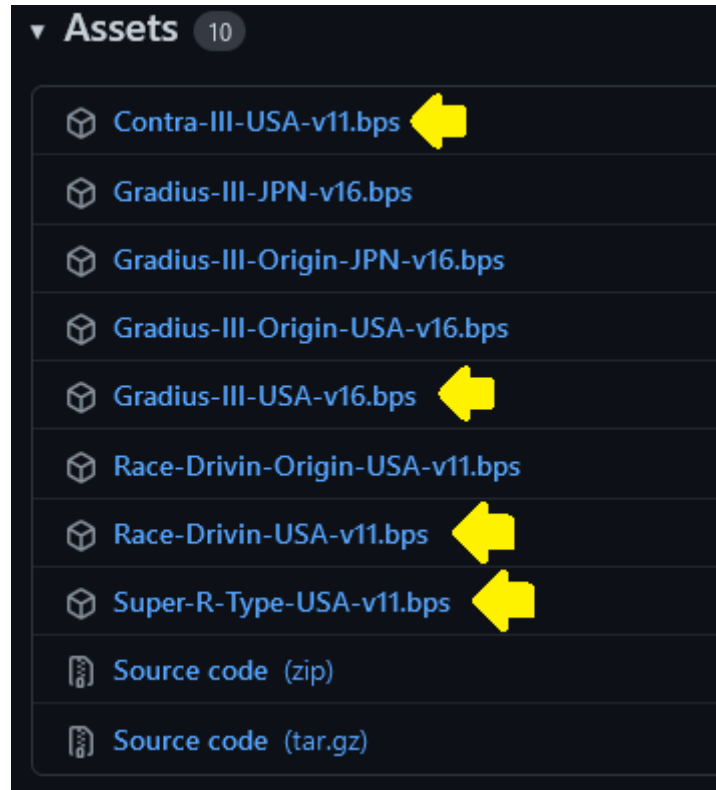 Assets 10
Contra-III-USA-v11.bps
Gradius-III-JPN-v16.bps
Gradius-III-Origin-JPN-v16.bps
Gradius-III-Origin-USA-v16.bps
Gradius-III-USA-v16.bps
Race-Drivin-Origin-USA-v11.bps
Race-Drivin-USA-v11.bps
Super-R-Type-USA-v11.bps
Source code (zip)
Source code (tar.gz)